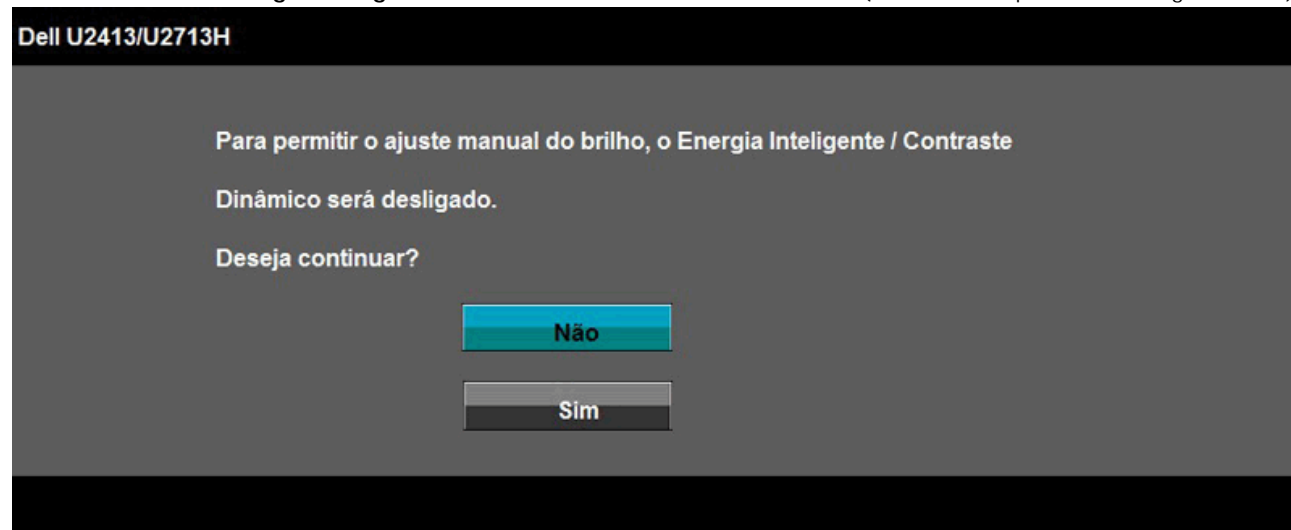 Dell U2413/U2713H
Para permitir o ajuste manual do brilho, o Energia Inteligente / Contraste
Dinâmico será desligado.
Deseja continuar?
Não
Sim